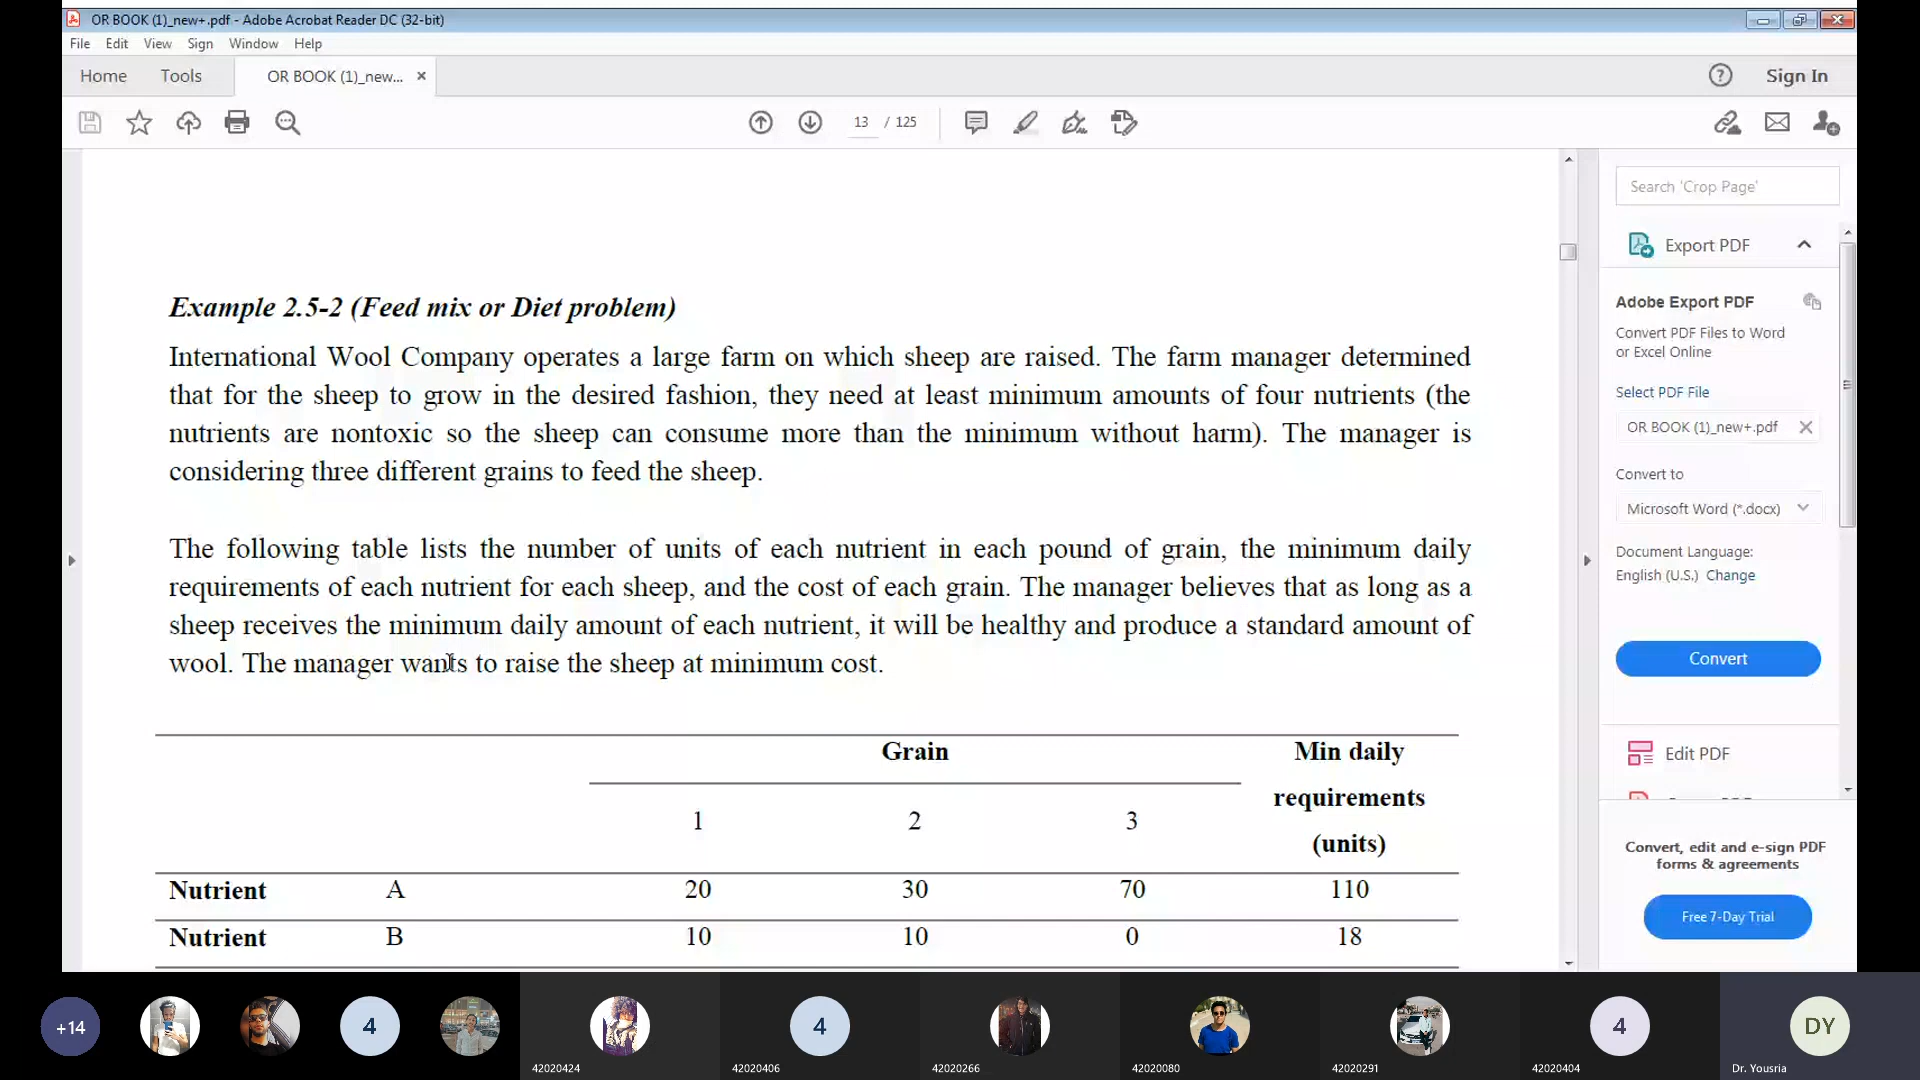 OR BOOK (1)_new+.pdf - Adobe Acrobat Reader DC (32-bit)
File Edit View Sign Window Help
Home Tools OR BOOK (1)_new... × Sign In
13 / 125
Search 'Crop Page'
Export PDF
Adobe Export PDF
Convert PDF Files to Word
or Excel Online
Select PDF File
OR BOOK (1)_new+.pdf
Convert to
Microsoft Word (*.docx)
Document Language:
English (U.S.) Change
Convert
Edit PDF
Convert, edit and e-sign PDF
forms & agreements
Free 7-Day Trial
Example 2.5-2 (Feed mix or Diet problem)
International Wool Company operates a large farm on which sheep are raised. The farm manager determined
that for the sheep to grow in the desired fashion, they need at least minimum amounts of four nutrients (the
nutrients are nontoxic so the sheep can consume more than the minimum without harm). The manager is
considering three different grains to feed the sheep.
The following table lists the number of units of each nutrient in each pound of grain, the minimum daily
requirements of each nutrient for each sheep, and the cost of each grain. The manager believes that as long as a
sheep receives the minimum daily amount of each nutrient, it will be healthy and produce a standard amount of
wool. The manager wants to raise the sheep at minimum cost.
Grain Min daily
requirements
(units)
1 2 3
Nutrient A 20 30 70 110
Nutrient B 10 10 0 18
+14 4 4 4 DY
42020424 42020406 42020266 42020080 42020291 42020404 Dr. Yousria